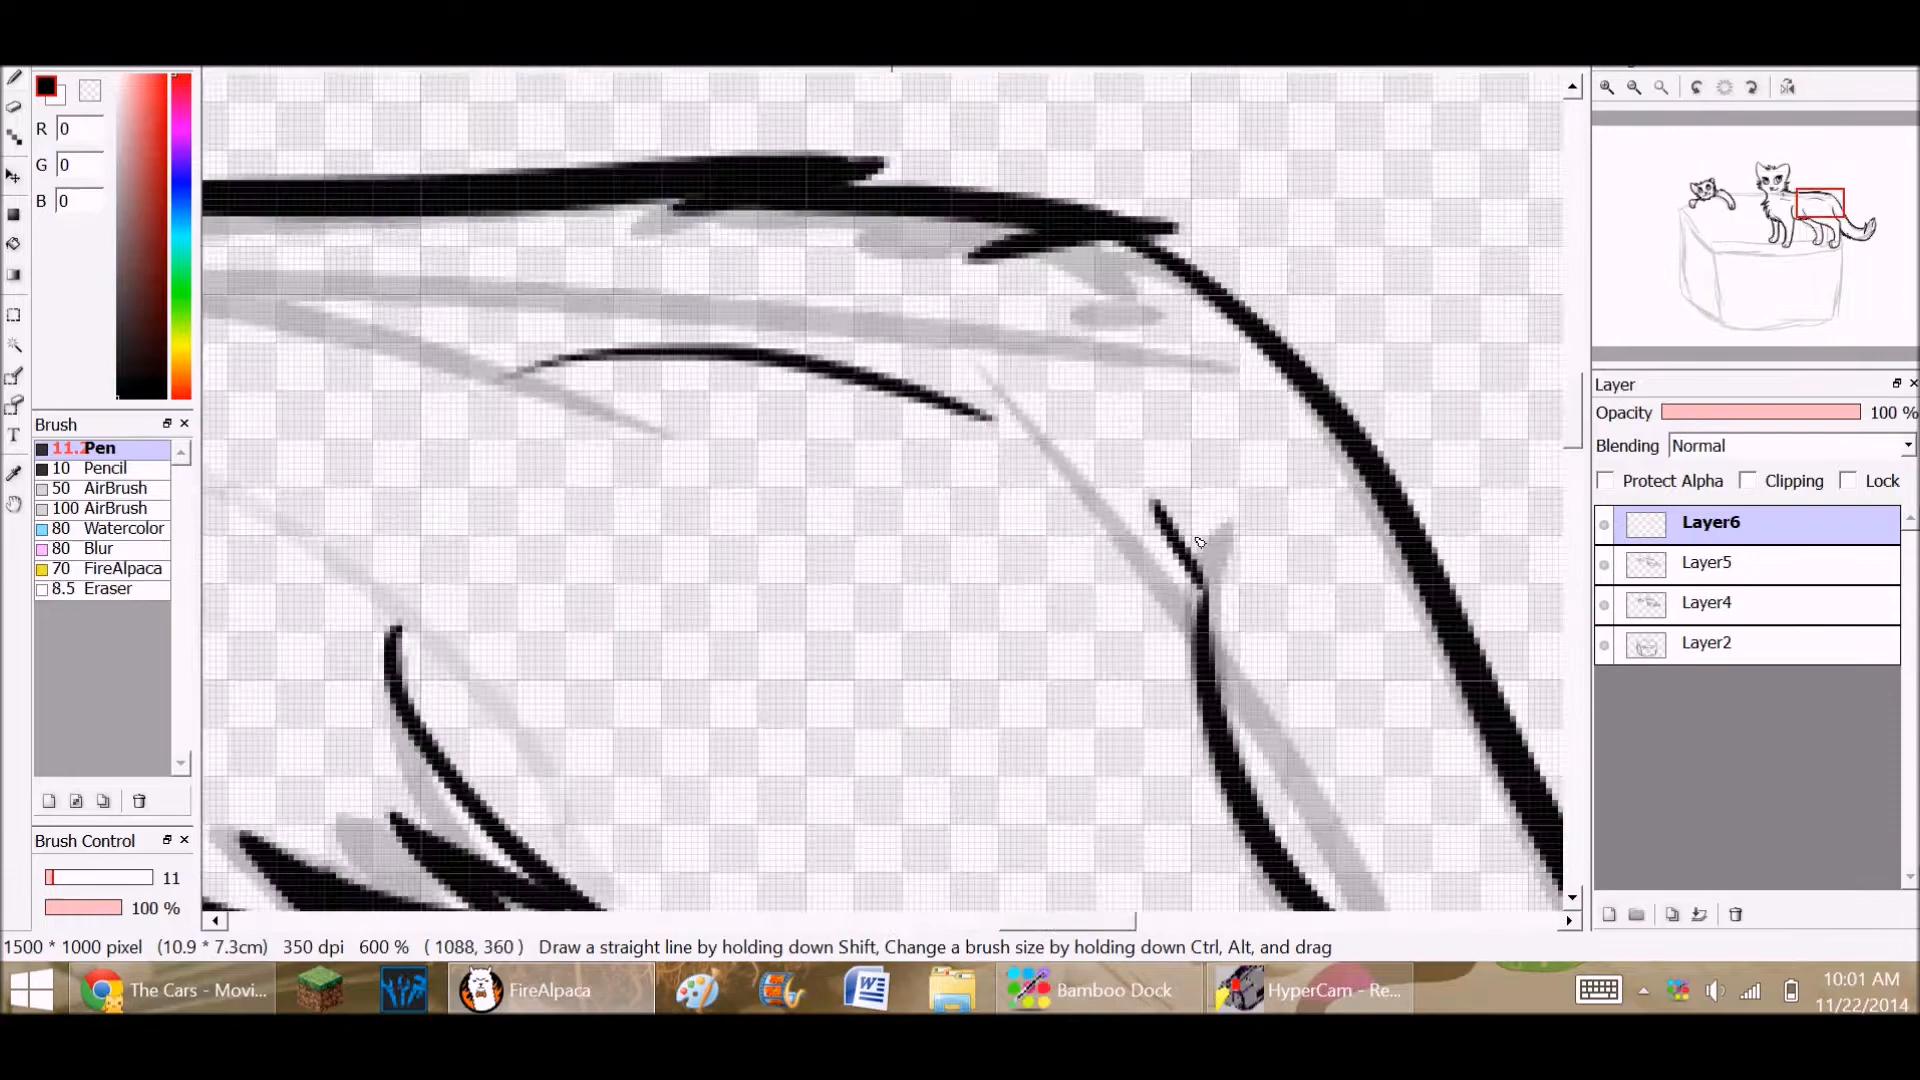 R 0
G 0
B 0
Brush
11.2 Pen
10 Pencil
50 AirBrush
100 AirBrush
80 Watercolor
80 Blur
70 FireAlpaca
8.5 Eraser
Brush Control
11
100 %
Layer
Opacity 100 %
Blending Normal
Protect Alpha Clipping Lock
Layer6
Layer5
Layer4
Layer2
1500 * 1000 pixel (10.9 * 7.3cm) 350 dpi 600 % ( 1088, 360 ) Draw a straight line by holding down Shift, Change a brush size by holding down Ctrl, Alt, and drag
The Cars - Movi... FireAlpaca Bamboo Dock HyperCam - Re...
10:01 AM
11/22/2014